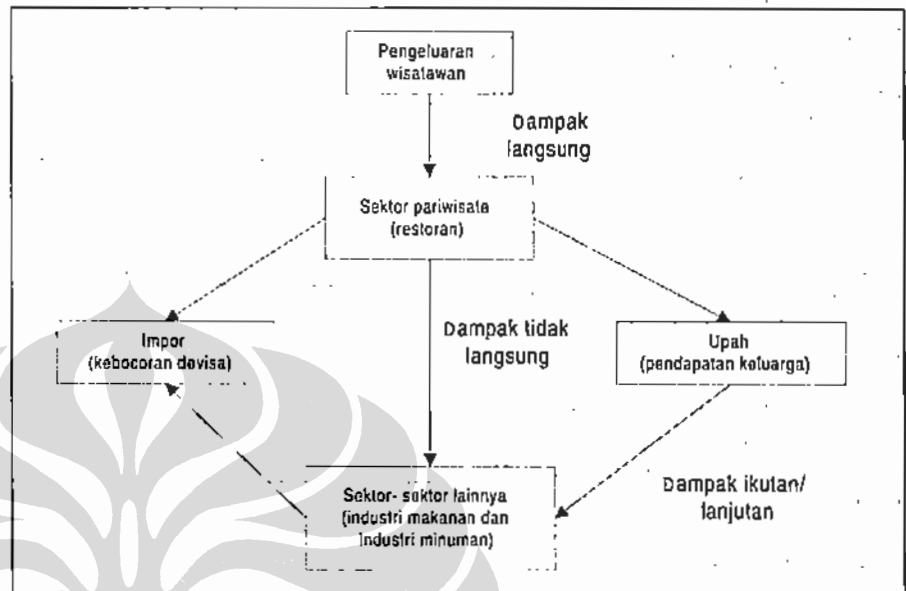 Pengeluaran
wisatawan
Dampak
langsung
Sektor pariwisata
(restoran)
Impor
(kebocoran devisa)
Dampak tidak
langsung
Upah
(pendapatan keluarga)
Sektor- sektor lainnya
(industri makanan dan
industri minuman)
Dampak ikutan/
lanjutan